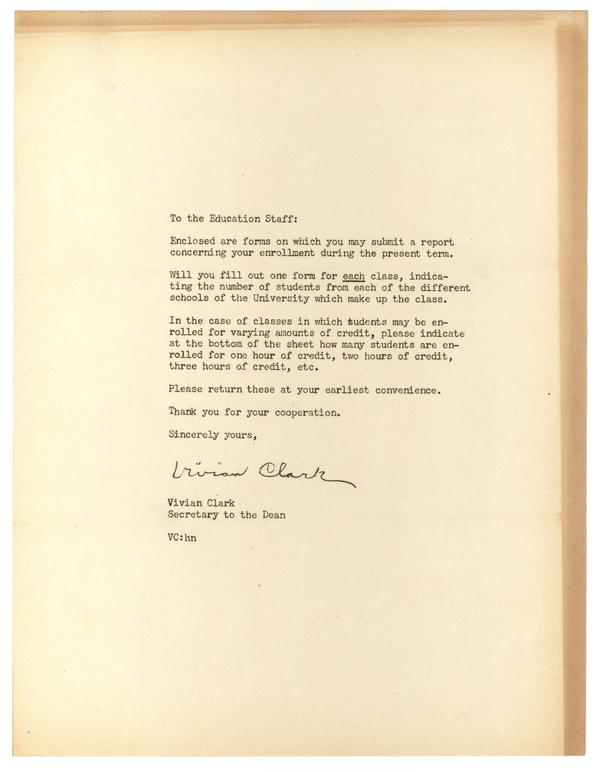 To the Education Staff:
Enclosed are forms on which you may submit a report
concerning your enrollment during the present term.
Will you fill out one form for each class, indica-
ting the number of students from each of the different
schools of the University which make up the class.
In the case of classes in which tudents may be en-
rolled for varying amounts of credit, please indicate
at the bottom of the sheet how many students are en-
rolled for one hour of credit, two hours of credit,
three hours of credit, etc.
Please return these at your earliest convenience.
Thank you for your cooperation.
Sincerely yours,
Vivian Clark
Vivian Clark
Secretary to the Dean
VC:hn